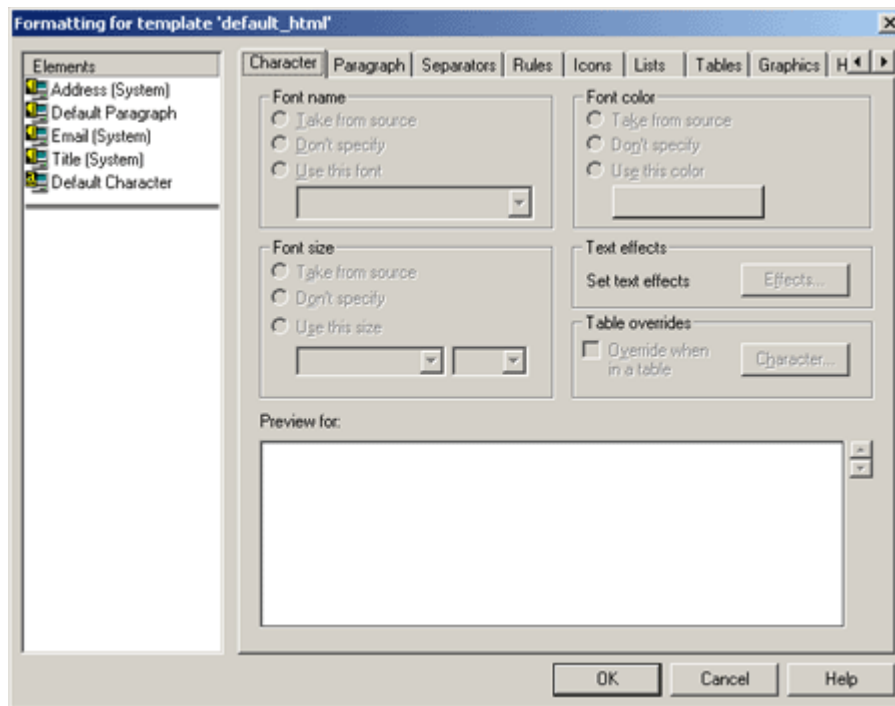 Formatting for template 'default_html'
Elements
Address (System)
Default Paragraph
Email (System)
Title (System)
Default Character
Character Paragraph Separators Rules Icons Lists Tables Graphics H
Font name
Take from source
Don't specify
Use this font
Font color
Take from source
Don't specify
Use this color
Font size
Take from source
Don't specify
Use this size
Text effects
Set text effects Effects...
Table overrides
Override when
in a table
Character...
Preview for:
OK Cancel Help